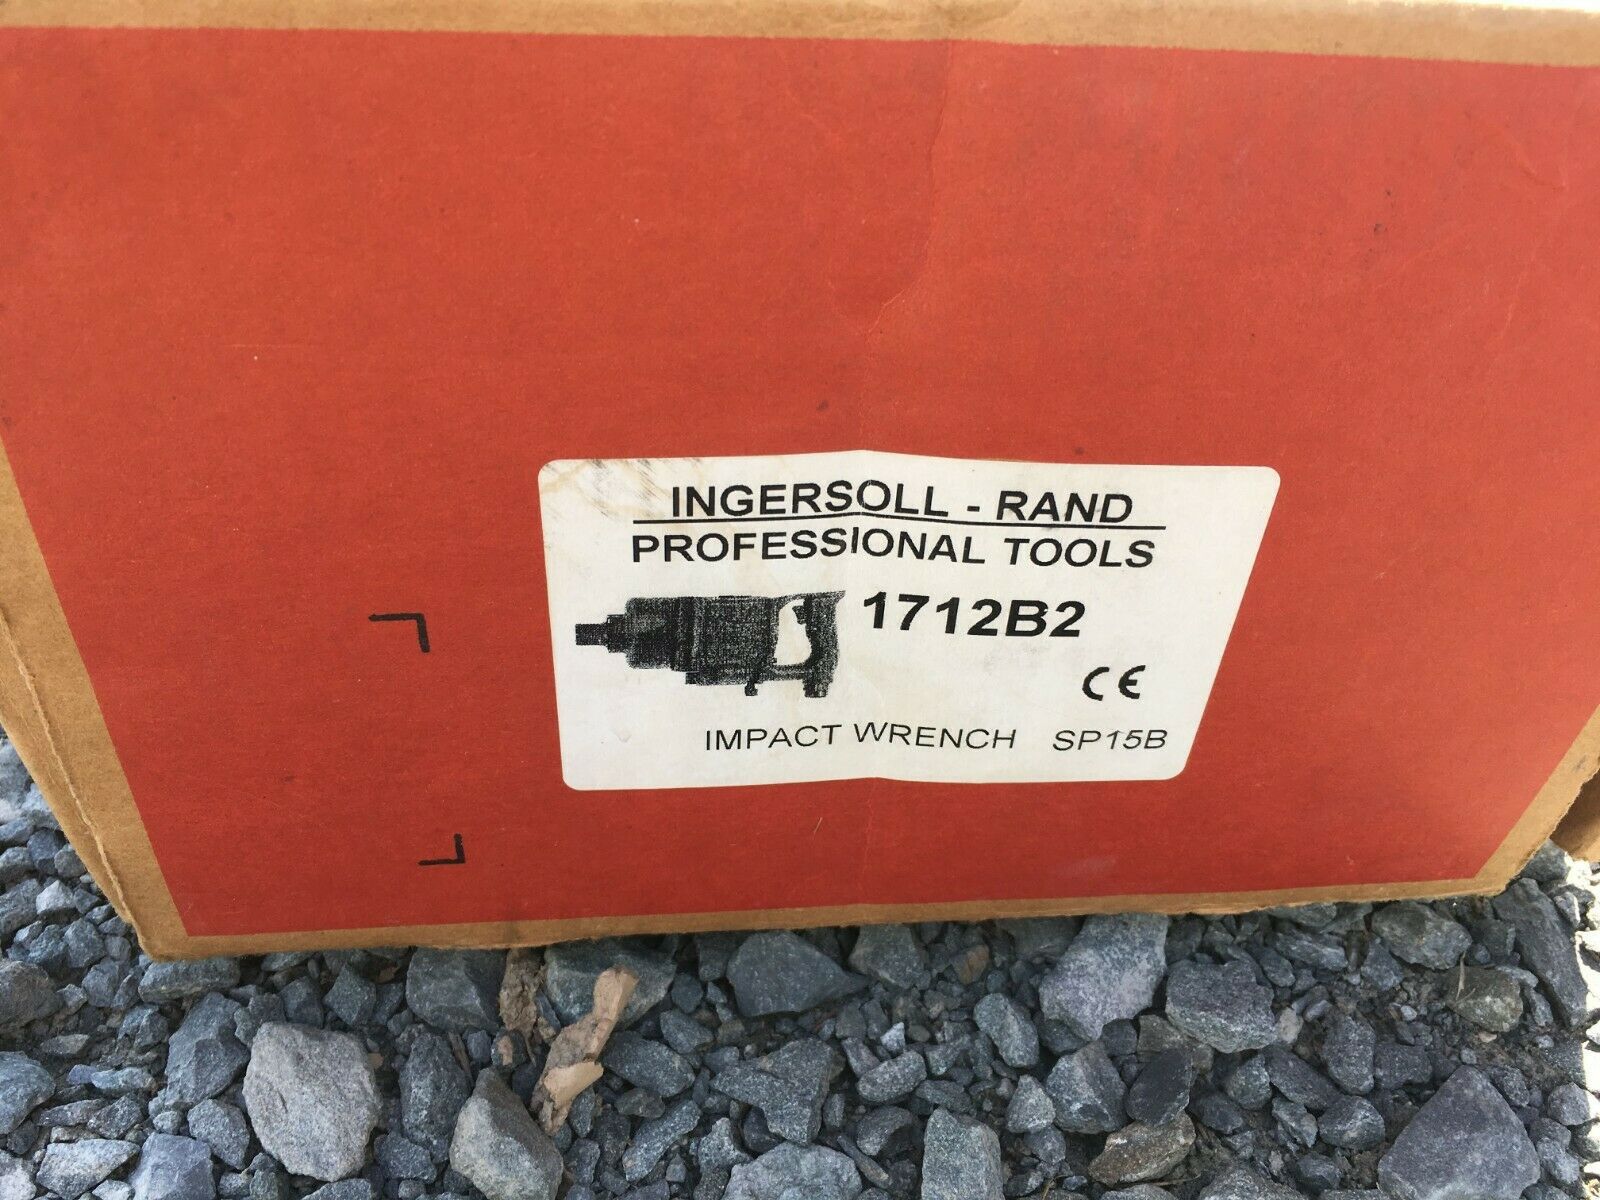 INGERSOLL - RAND
PROFESSIONAL TOOLS
1712B2
CE
IMPACT WRENCH SP15B